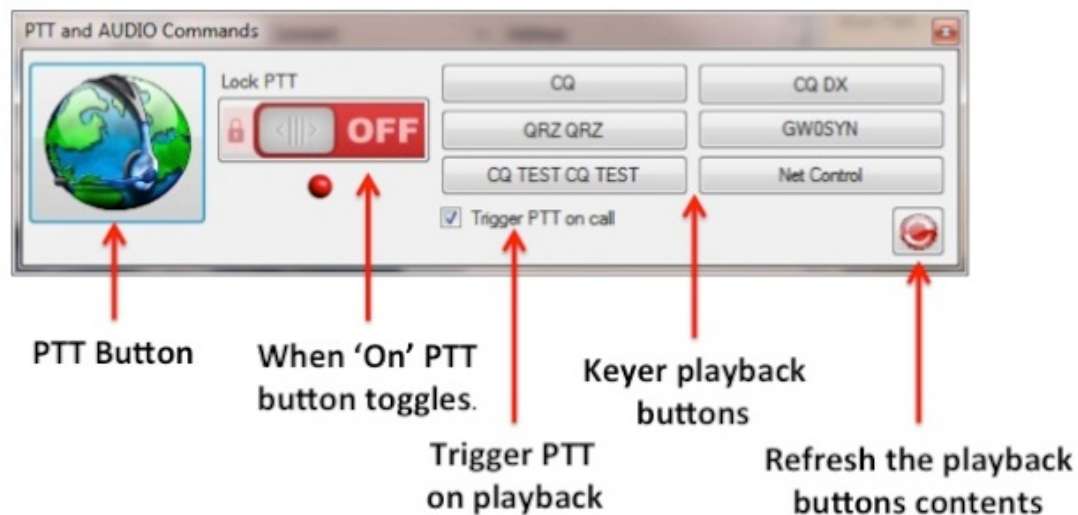 PTT and AUDIO Commands
Lock PTT
OFF
CQ
CQ DX
QRZ QRZ
GW0SYN
CQ TEST CQ TEST
Net Control
Trigger PTT on call
PTT Button
When ‘On’ PTT
button toggles.
Keyer playback
buttons
Trigger PTT
on playback
Refresh the playback
buttons contents